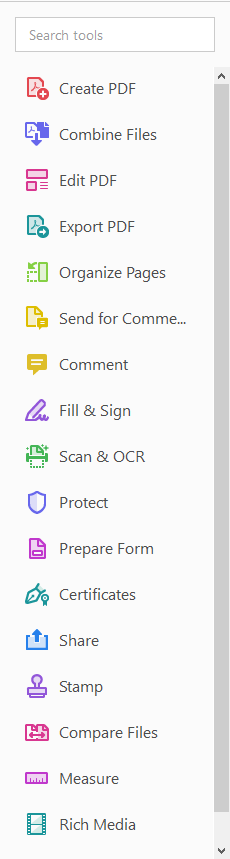 Search tools
Create PDF
Combine Files
Edit PDF
Export PDF
Organize Pages
Send for Comme...
Comment
Fill & Sign
Scan & OCR
Protect
Prepare Form
Certificates
Share
Stamp
Compare Files
Measure
Rich Media